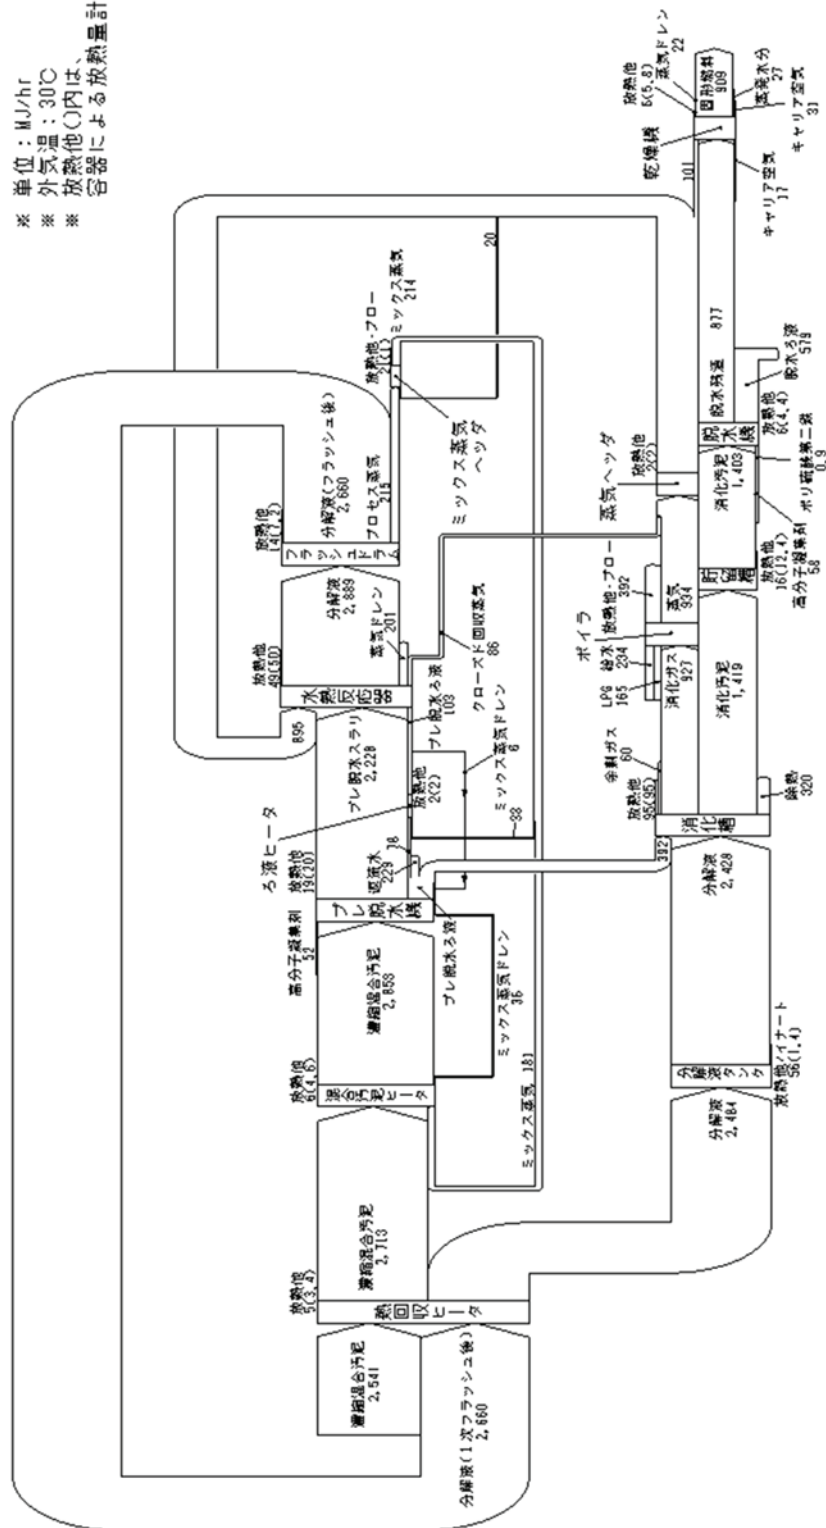 ※ 単位：MJ/hr
※ 外気温：30℃
※ 放熱他()内は、
容器による放熱量計
濃縮混合汚泥
2,541
分解液(1次フラッシュ後)
2,660
熱回収ヒータ
放熱他
5(3.4)
濃縮混合汚泥
2,713
混合汚泥ヒータ
放熱他
6(4.6)
ミックス蒸気 181
濃縮混合汚泥
2,853
ミックス蒸気ドレン
35
高分子凝集剤
52
プレ脱水機
放熱他
19(20)
プレ脱水ろ液
返流水
229
18
ろ液ヒータ
放熱他
2(2)
38
ミックス蒸気ドレン
6
プレ脱水スラリ
2,228
プレ脱水ろ液
103
クローズド回収蒸気
86
895
水熱反応器
放熱他
49(50)
蒸気ドレン
201
分解液
2,889
フラッシュドラム
放熱他
14(7.2)
分解液(フラッシュ後)
2,660
プロセス蒸気
215
ミックス蒸気
ヘッダ
放熱他・ブロー
ミックス蒸気
214
20
分解液
2,484
分解液タンク
放熱他/イナート
56(1.4)
分解液
2,428
392
消化槽
放熱他
95(95)
除熱
320
余剰ガス
60
消化ガス
927
消化汚泥
1,419
LPG
165
給水
234
ボイラ
放熱他・ブロー
392
蒸気
934
蒸気ヘッダ
放熱他
2(2)
貯留槽
放熱他
16(12.4)
高分子凝集剤
58
消化汚泥
1,403
ポリ硫酸第二鉄
0.9
脱水機
放熱他
6(4.4)
脱水残渣
877
脱水ろ液
579
101
キャリア空気
17
乾燥機
放熱他
6(5.8)
蒸気ドレン
22
固形燃料
909
蒸発水分
27
キャリア空気
31